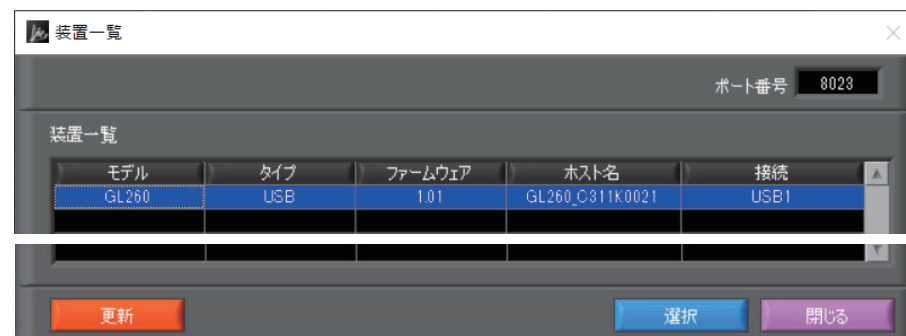 装置一覧
ポート番号 8023
装置一覧
モデル タイプ ファームウェア ホスト名 接続
GL260 USB 1.01 GL260_C311K0021 USB1
更新 選択 閉じる